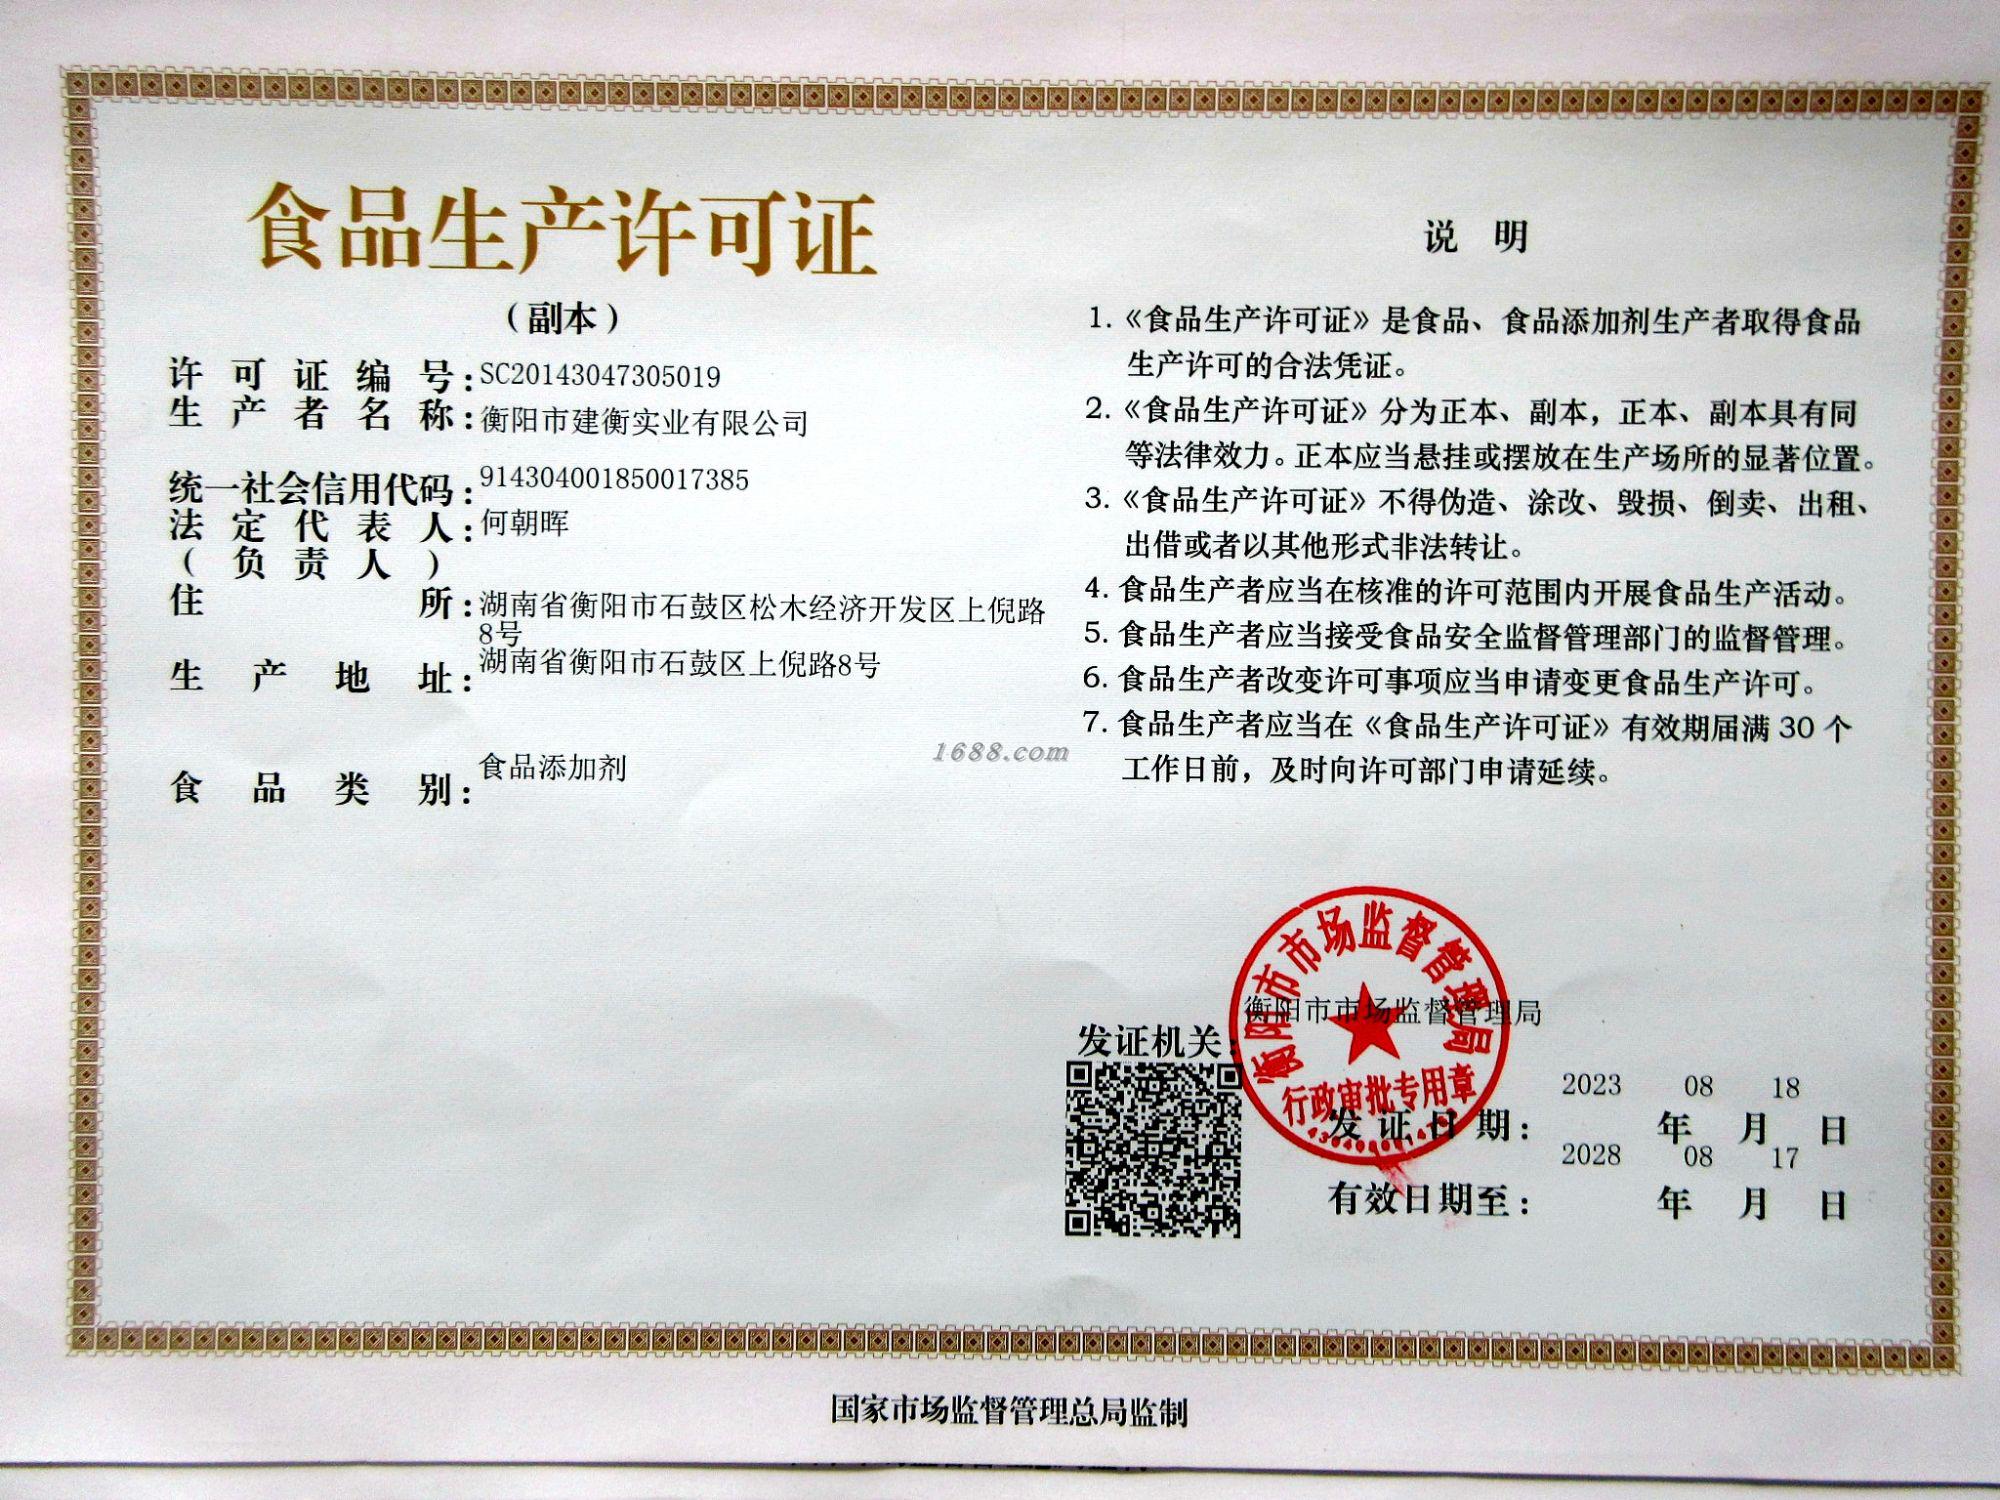 食品生产许可证
（副本）
许可证编号：SC20143047305019
生产者名称：衡阳市建衡实业有限公司
统一社会信用代码：914304001850017385
法定代表人：何朝晖
（负责人）
住所：湖南省衡阳市石鼓区松木经济开发区上倪路
8号
生产地址：湖南省衡阳市石鼓区上倪路8号
食品类别：食品添加剂
1688.com
说明
1.《食品生产许可证》是食品、食品添加剂生产者取得食品
生产许可的合法凭证。
2.《食品生产许可证》分为正本、副本，正本、副本具有同
等法律效力。正本应当悬挂或摆放在生产场所的显著位置。
3.《食品生产许可证》不得伪造、涂改、毁损、倒卖、出租、
出借或者以其他形式非法转让。
4. 食品生产者应当在核准的许可范围内开展食品生产活动。
5. 食品生产者应当接受食品安全监督管理部门的监督管理。
6. 食品生产者改变许可事项应当申请变更食品生产许可。
7. 食品生产者应当在《食品生产许可证》有效期届满 30 个
工作日前，及时向许可部门申请延续。
发证机关：衡阳市市场监督管理局
衡阳市市场监督管理局
行政审批专用章
发证日期：2023年08月18日
有效日期至：2028年08月17日
国家市场监督管理总局监制